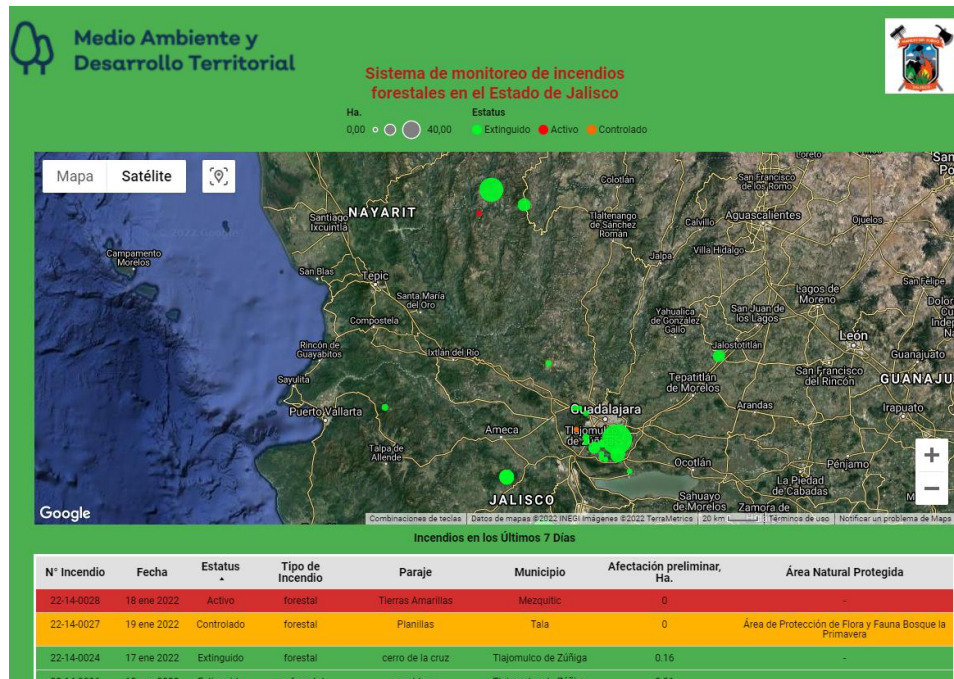 Medio Ambiente y
Desarrollo Territorial
Sistema de monitoreo de incendios
forestales en el Estado de Jalisco
Ha.
0,00
40,00
Estatus
Extinguido
Activo
Controlado
Mapa
Satélite
Loreto
Colotlán
San Francisco
de los Romo
NAYARIT
Santiago
Ixcuintla
Tlaltenango
de Sánchez
Román
Calvillo
Aguascalientes
Ojuelos
Campamento
Morelos
Jalpa
Villa Hidalgo
San Blas
Tepic
San Felipe
Santa María
del Oro
Lagos de
Moreno
Compostela
Yahualica
de González
Gallo
San Juan de
los Lagos
León
Rincón de
Guayabitos
Ixtlán del Río
Jalostotitlán
Guanajuato
San Francisco
del Rincón
GUANAJU
Sayulita
Tepatitlán
de Morelos
Puerto Vallarta
Guadalajara
Arandas
Irapuato
Ameca
Talpa de
Allende
Ocotlán
Pénjamo
La Piedad
de Cabadas
JALISCO
Sahuayo
de Morelos
Zamora de
Google
Combinaciones de teclas
Datos de mapas ©2022 INEGI Imágenes ©2022 TerraMetrics
20 km
Términos de uso
Notificar un problema de Maps
Incendios en los Últimos 7 Días
N° Incendio Fecha Estatus Tipo de Incendio Paraje Municipio Afectación preliminar, Ha. Área Natural Protegida
22-14-0028 18 ene 2022 Activo forestal Tierras Amarillas Mezquitic 0 -
22-14-0027 19 ene 2022 Controlado forestal Planillas Tala 0 Área de Protección de Flora y Fauna Bosque la Primavera
22-14-0024 17 ene 2022 Extinguido forestal cerro de la cruz Tlajomulco de Zúñiga 0.16 -